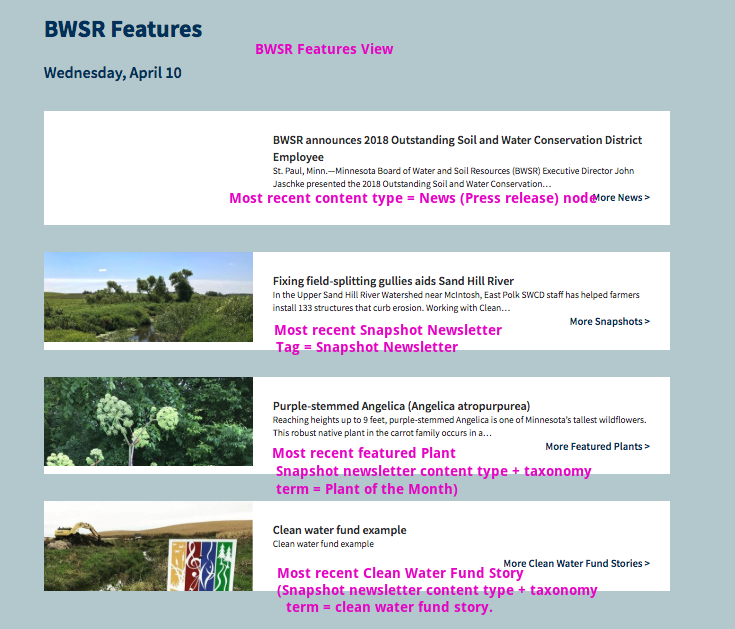 BWSR Features
BWSR Features View
Wednesday, April 10
BWSR announces 2018 Outstanding Soil and Water Conservation District
Employee
St. Paul, Minn.—Minnesota Board of Water and Soil Resources (BWSR) Executive Director John
Jaschke presented the 2018 Outstanding Soil and Water Conservation…
Most recent content type = News (Press release) node
More News >
Fixing field-splitting gullies aids Sand Hill River
In the Upper Sand Hill River Watershed near McIntosh, East Polk SWCD staff has helped farmers
install 133 structures that curb erosion. Working with Clean…
More Snapshots >
Most recent Snapshot Newsletter
Tag = Snapshot Newsletter
Purple-stemmed Angelica (Angelica atropurpurea)
Reaching heights up to 9 feet, purple-stemmed Angelica is one of Minnesota's tallest wildflowers.
This robust native plant in the carrot family occurs in a…
More Featured Plants >
Most recent featured Plant
Snapshot newsletter content type + taxonomy
term = Plant of the Month)
Clean water fund example
Clean water fund example
More Clean Water Fund Stories >
Most recent Clean Water Fund Story
(Snapshot newsletter content type + taxonomy
term = clean water fund story.